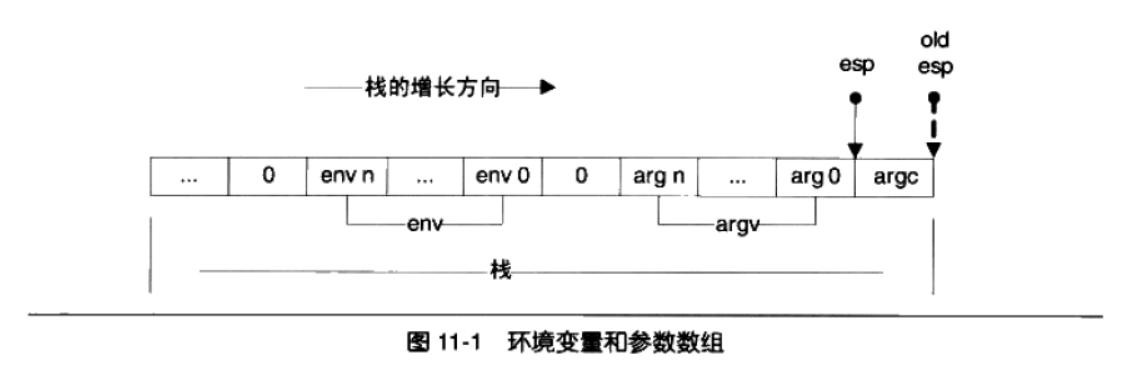 old
esp
esp
栈的增长方向
... 0 env n ... env 0 0 arg n ... arg 0 argc
env
argv
栈
图 11-1 环境变量和参数数组